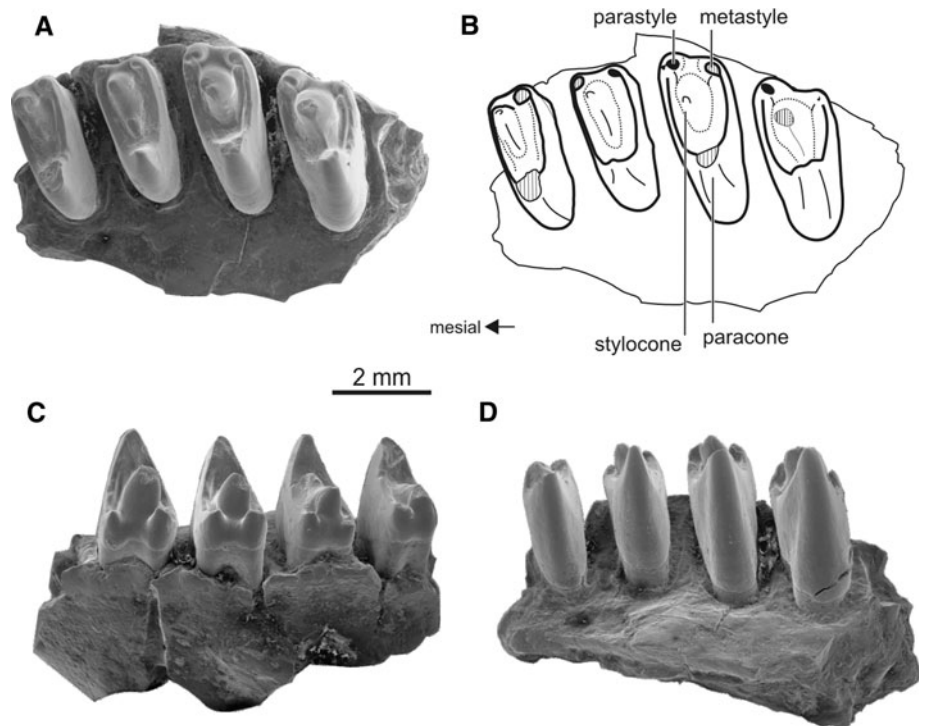 A
B
parastyle metastyle
mesial
stylocone paracone
2 mm
C
D